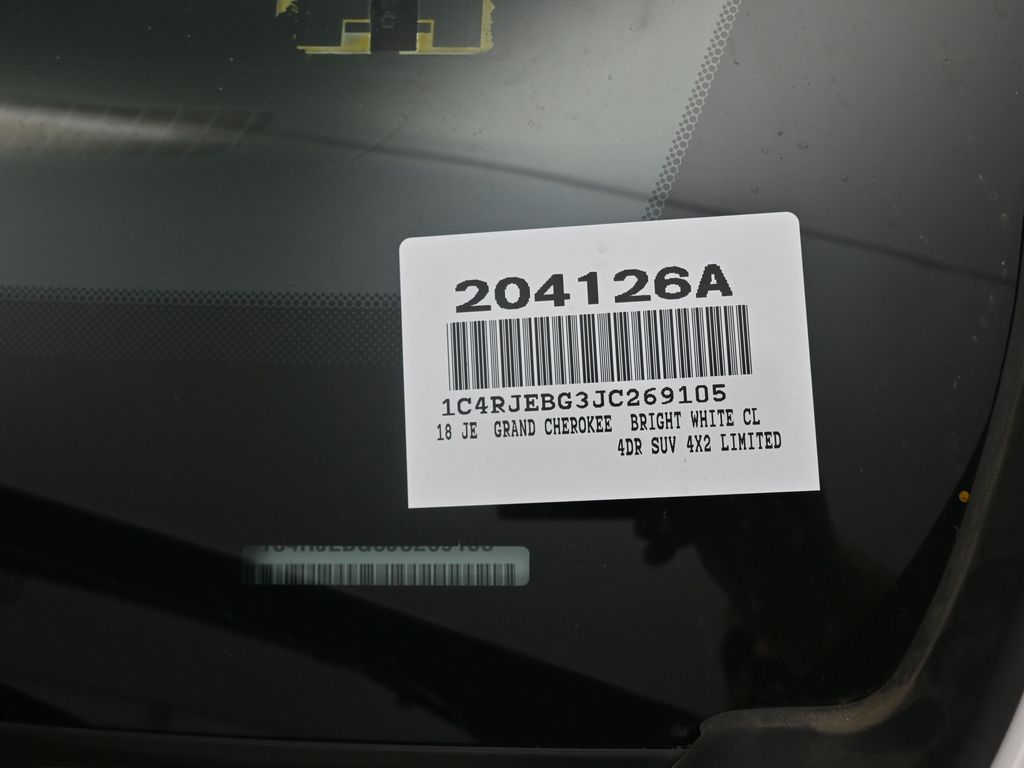 204126A
1C4RJEBG3JC269105
18 JE GRAND CHEROKEE BRIGHT WHITE CL
4DR SUV 4X2 LIMITED